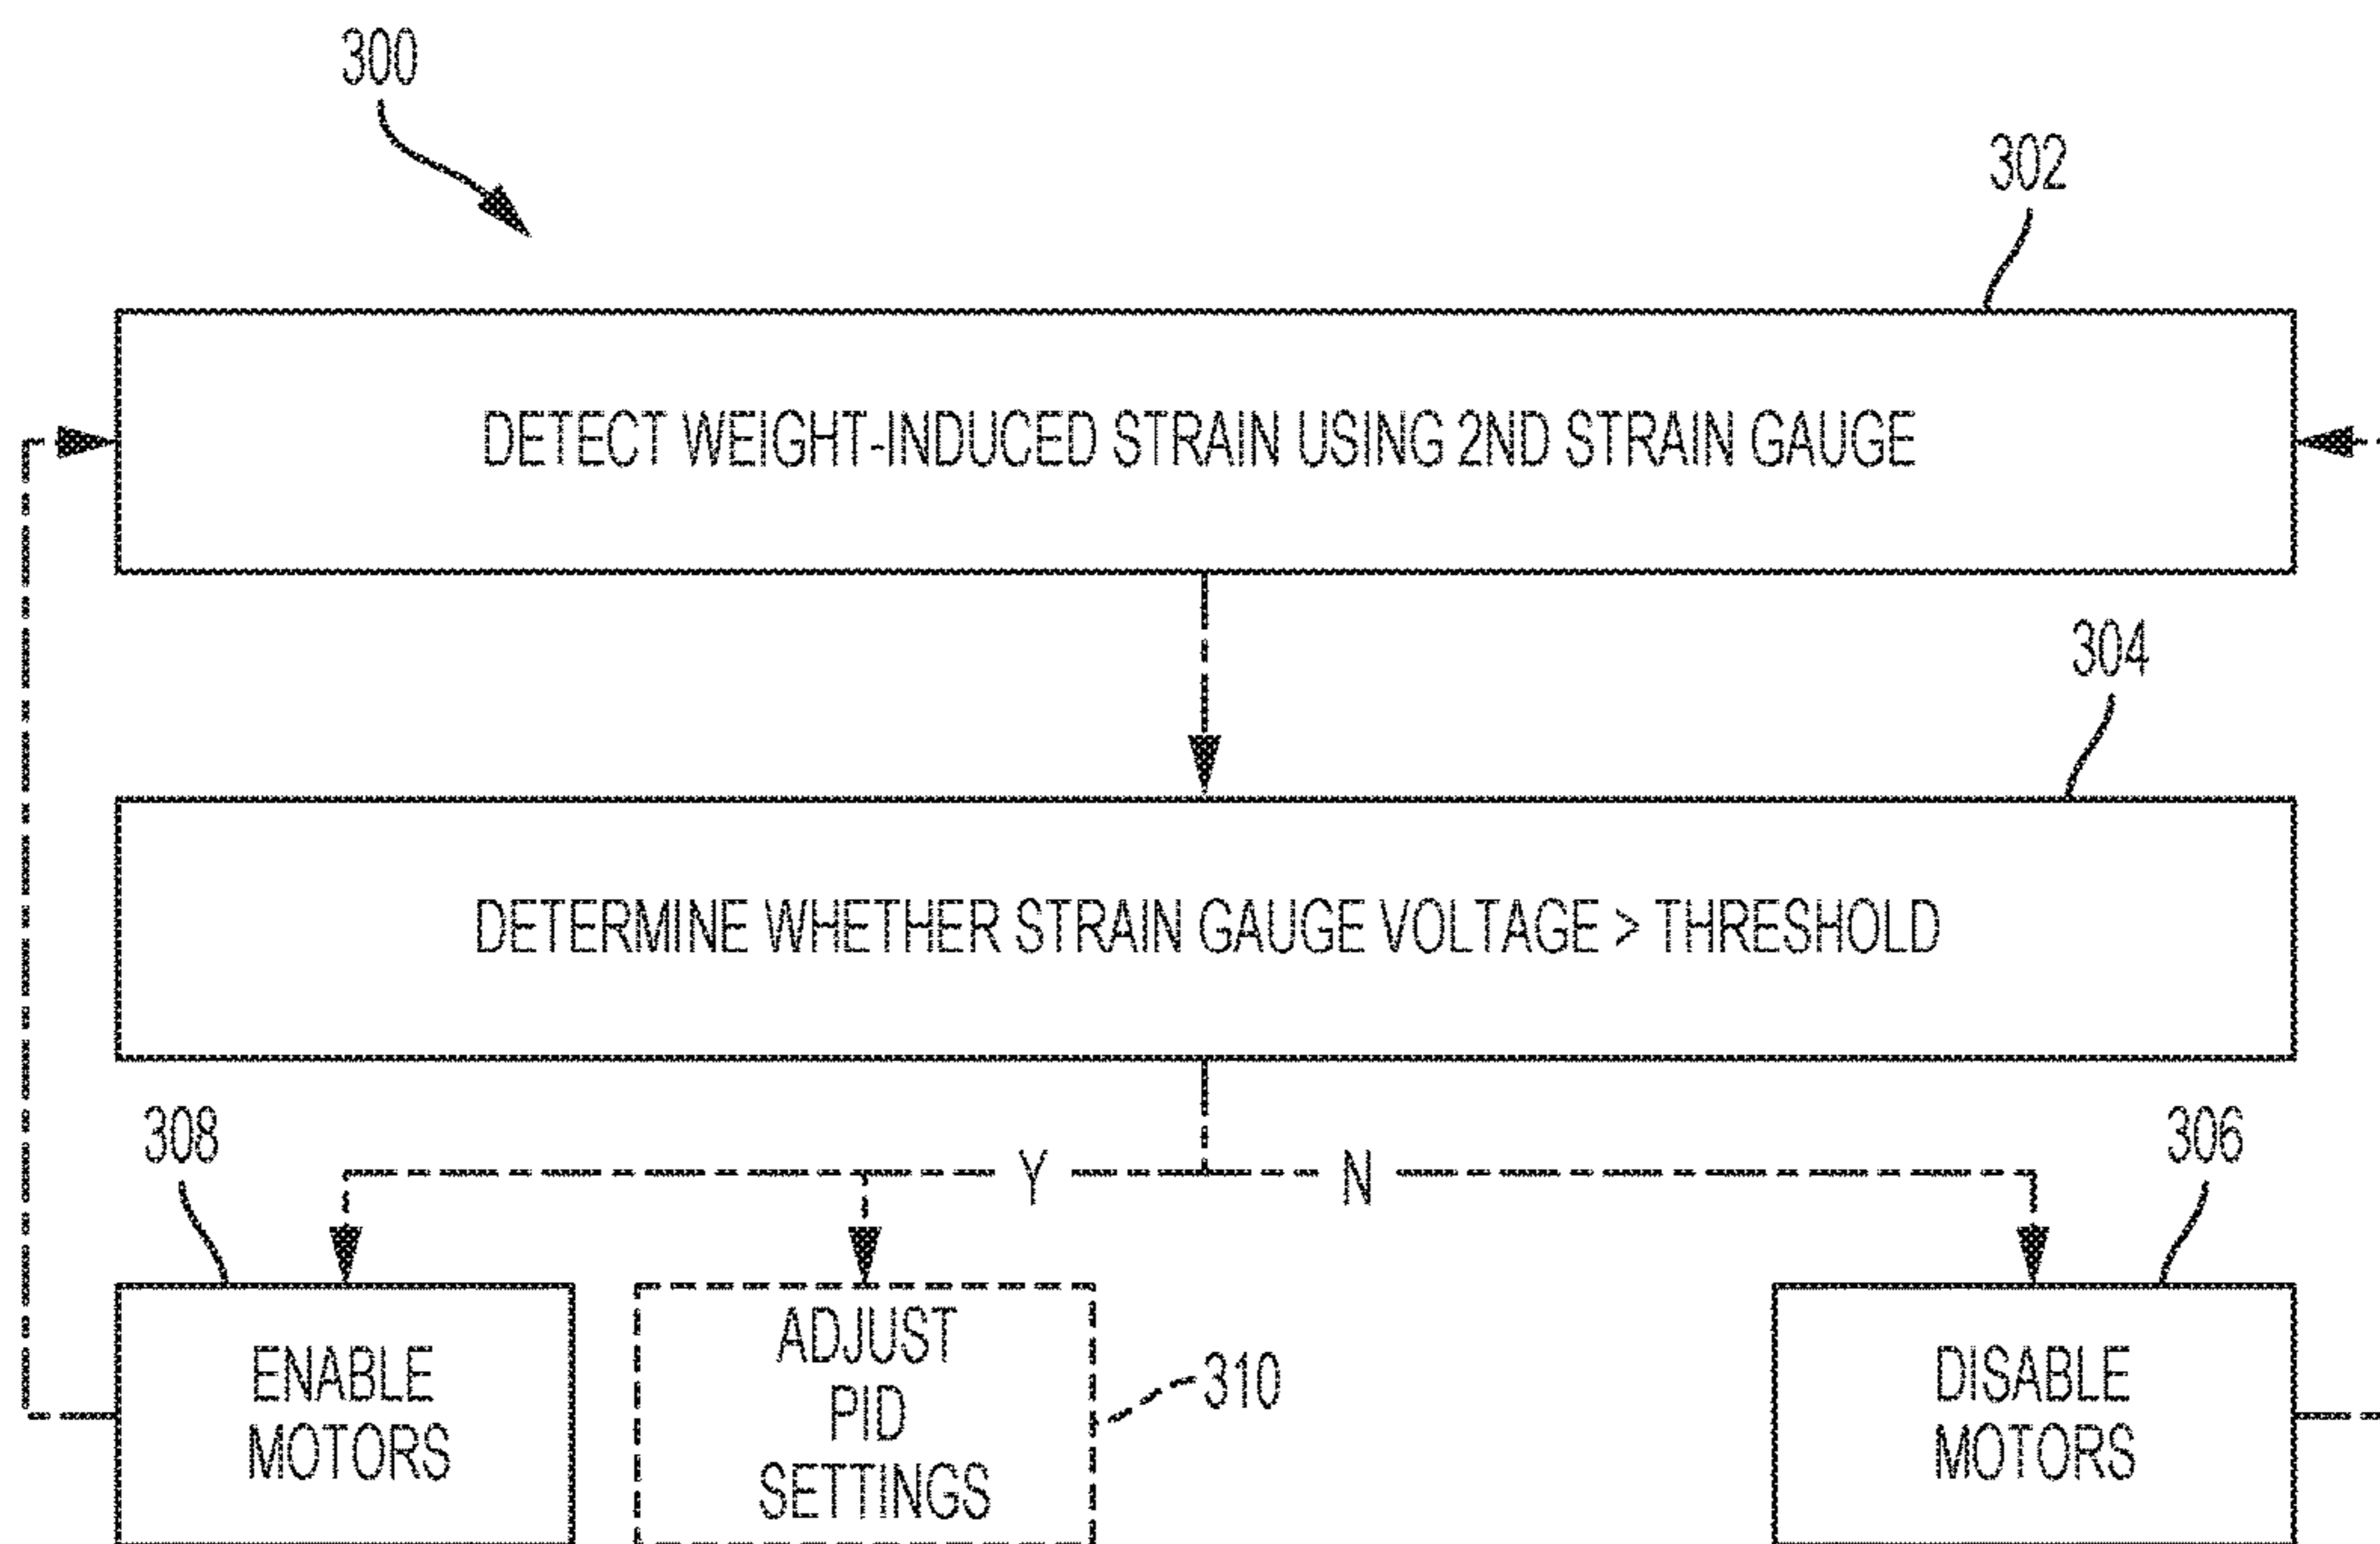 300
302
DETECT WEIGHT-INDUCED STRAIN USING 2ND STRAIN GAUGE
304
DETERMINE WHETHER STRAIN GAUGE VOLTAGE > THRESHOLD
308
Y
N
306
ENABLE
MOTORS
ADJUST
PID
SETTINGS
310
DISABLE
MOTORS